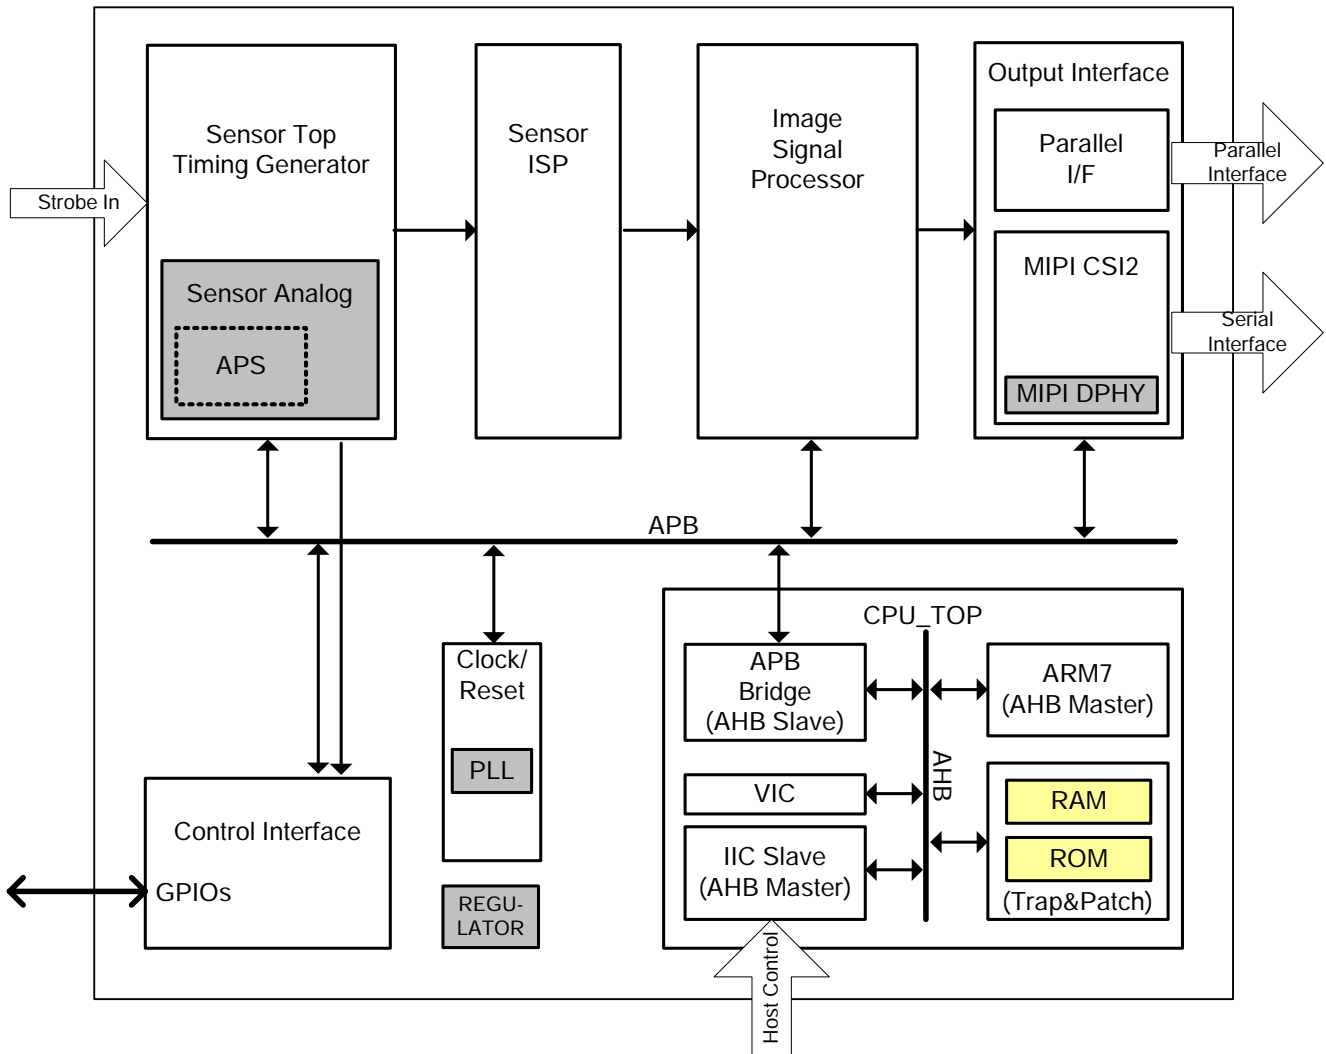 Strobe In
Sensor Top
Timing Generator
Sensor Analog
APS
Sensor
ISP
Image
Signal
Processor
Output Interface
Parallel
I/F
MIPI CSI2
MIPI DPHY
Parallel
Interface
Serial
Interface
APB
Control Interface
GPIOs
Clock/
Reset
PLL
REGU-
LATOR
CPU_TOP
APB
Bridge
(AHB Slave)
VIC
IIC Slave
(AHB Master)
AHB
ARM7
(AHB Master)
RAM
ROM
(Trap&Patch)
Host Control